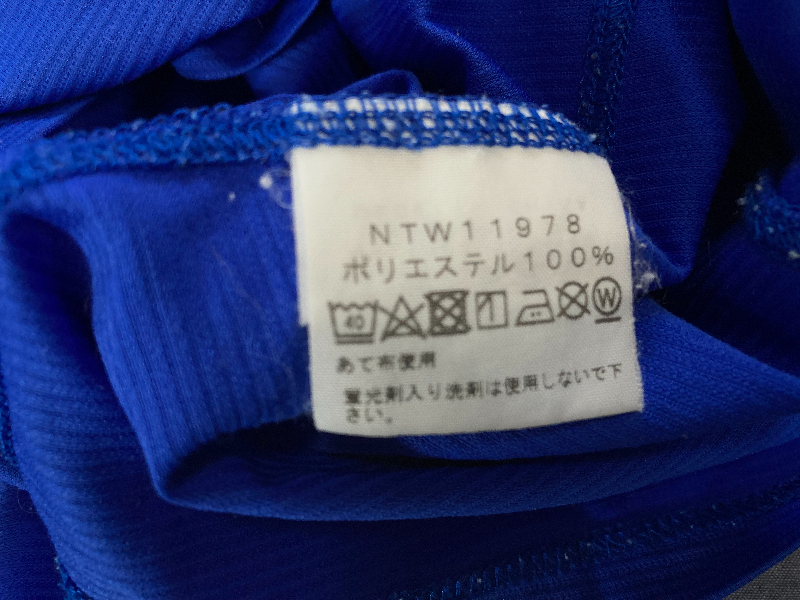 NTW11978
ポリエステル100%
40 W
あて布使用
蛍光剤入り洗剤は使用しないで下
さい。